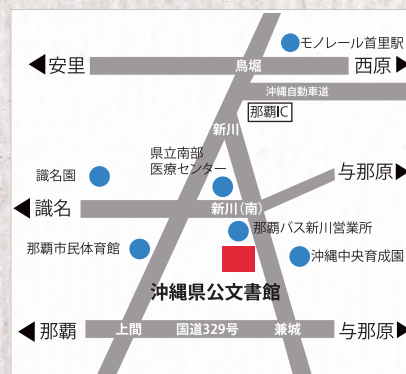 モノレール首里駅
安里
鳥堀
西原
沖縄自動車道
那覇IC
新川
県立南部
医療センター
識名園
与那原
識名
新川(南)
那覇バス新川営業所
那覇市民体育館
沖縄中央育成園
沖縄県公文書館
那覇
上間
国道329号
兼城
与那原